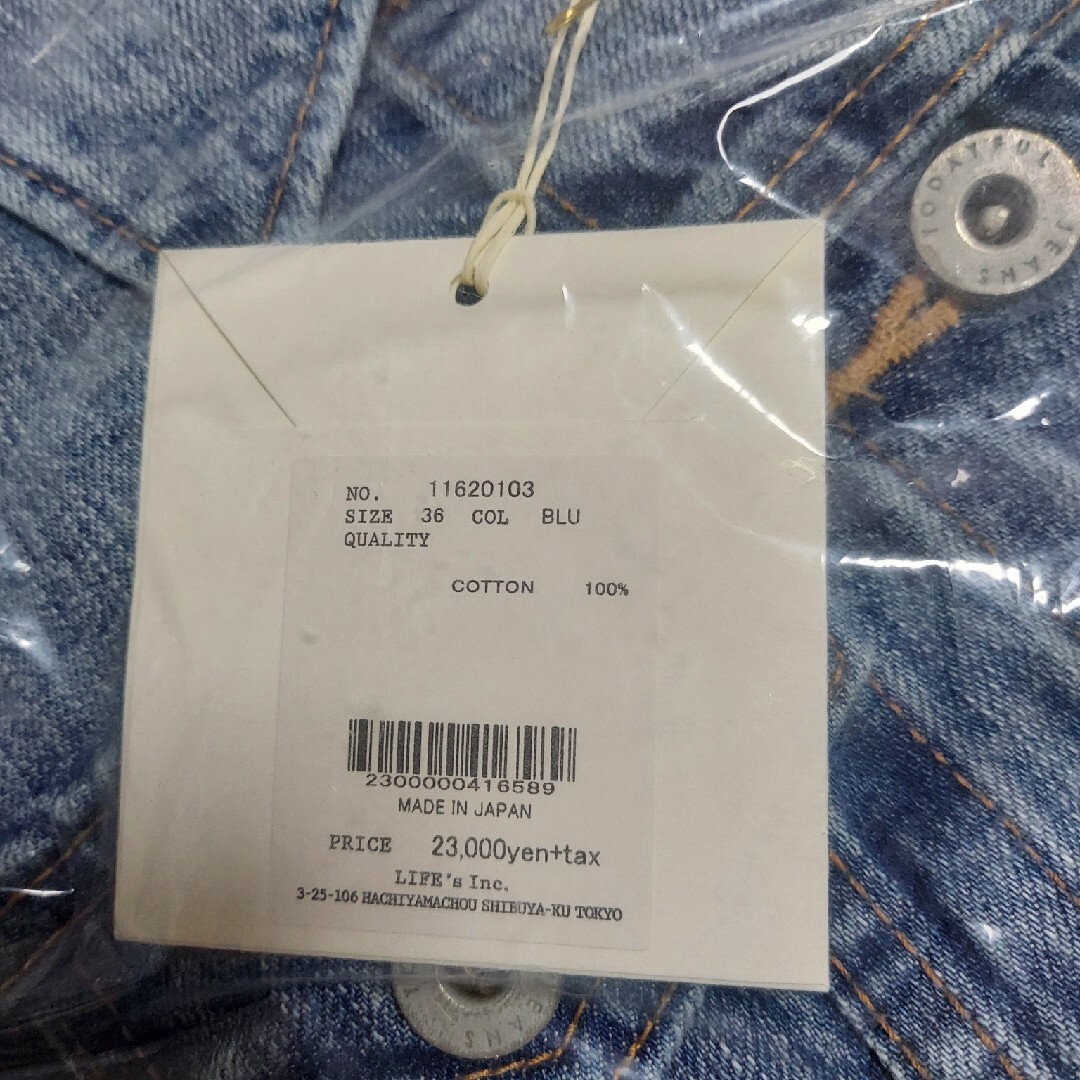 TODAYFUL JEANS
NO. 11620103
SIZE 36 COL BLU
QUALITY
COTTON 100%
2300000416589
MADE IN JAPAN
PRICE 23,000yen+tax
LIFE's Inc.
3-25-106 HACHIYAMACHOU SHIBUYA-KU TOKYO